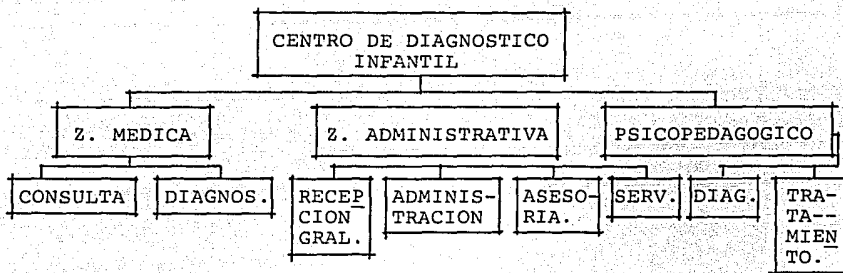 CENTRO DE DIAGNOSTICO
INFANTIL
Z. MEDICA
Z. ADMINISTRATIVA
PSICOPEDAGOGICO
CONSULTA
DIAGNOS.
RECEP
CION
GRAL.
ADMINIS-
TRACION
ASESO-
RIA.
SERV.
DIAG.
TRA-
TA--
MIEN
TO.